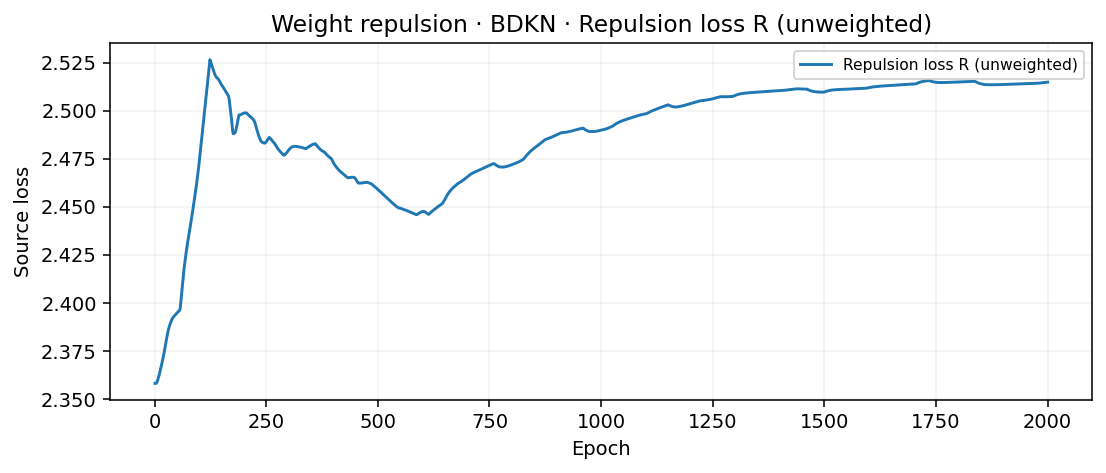 Weight repulsion · BDKN · Repulsion loss R (unweighted)
Repulsion loss R (unweighted)
Source loss
2.525
2.500
2.475
2.450
2.425
2.400
2.375
2.350
0 250 500 750 1000 1250 1500 1750 2000
Epoch